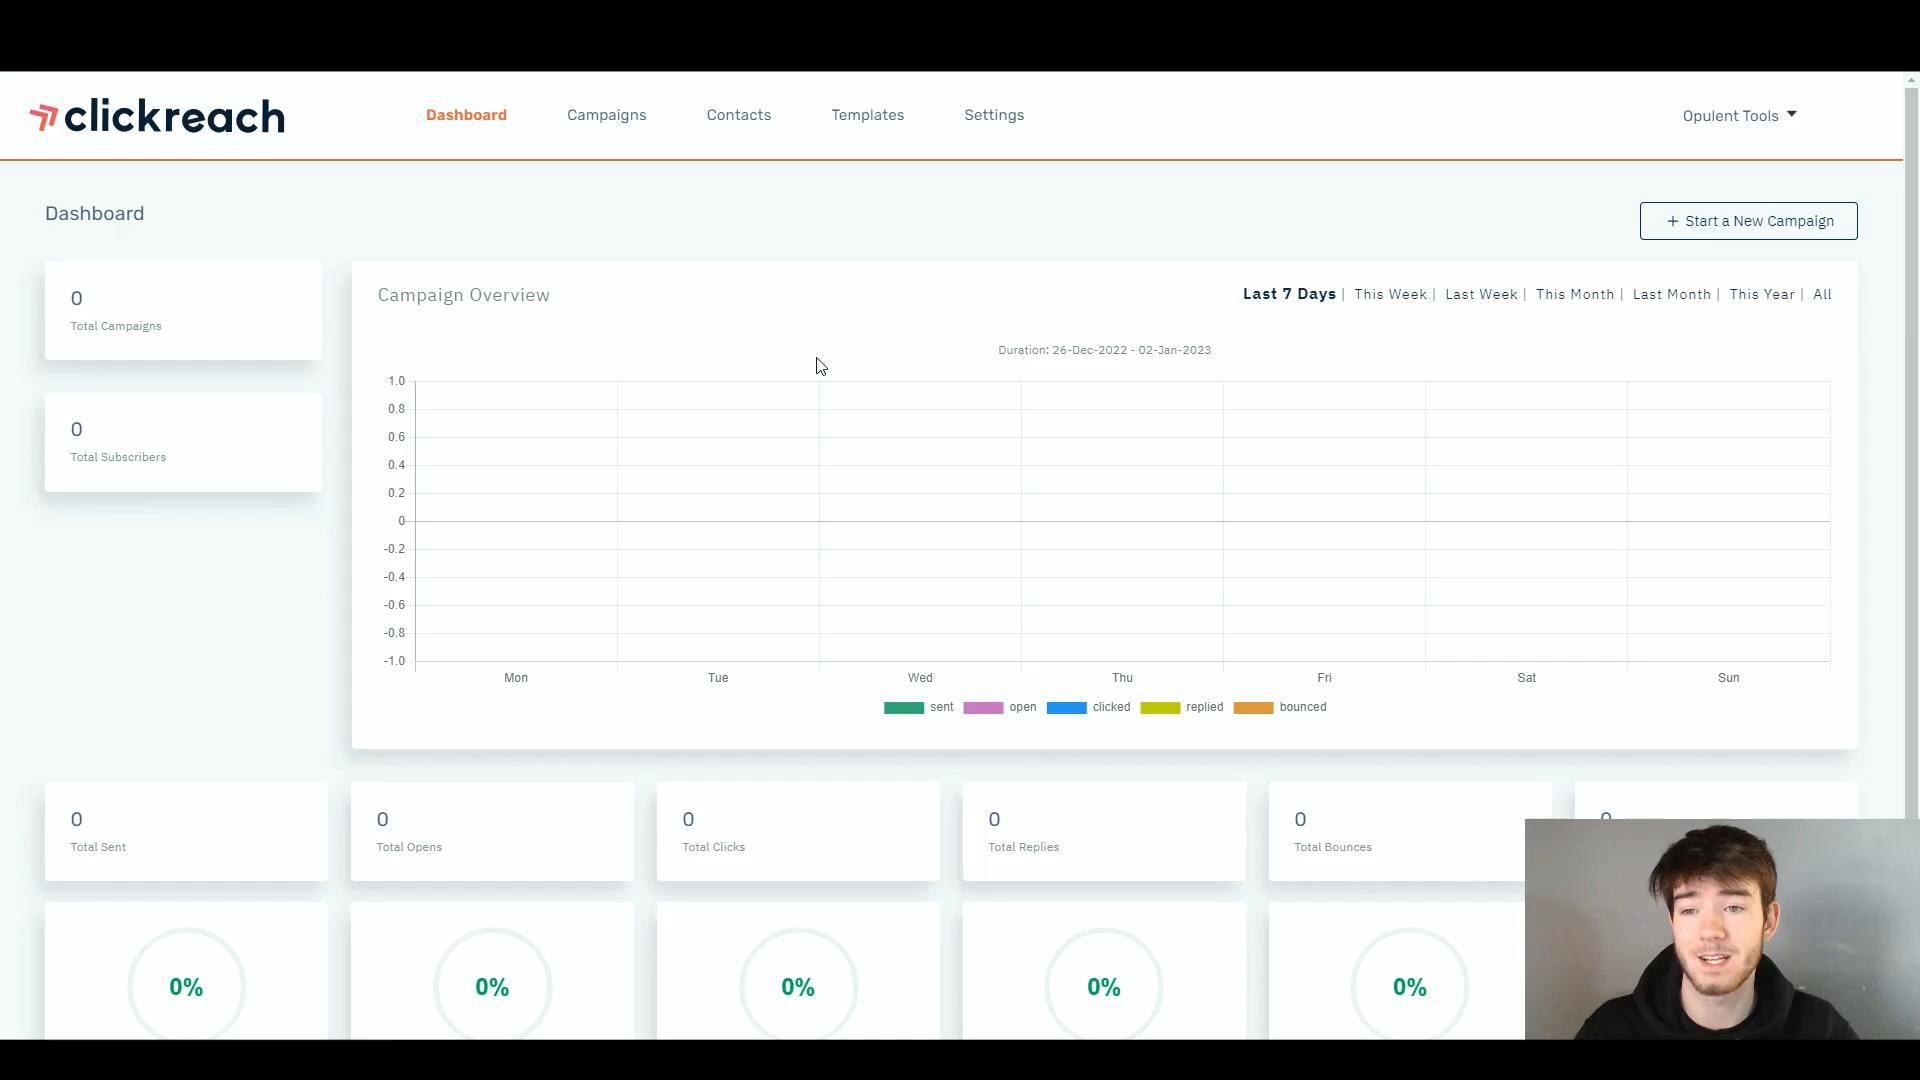 clickreach
Dashboard
Campaigns
Contacts
Templates
Settings
Opulent Tools
Dashboard
+ Start a New Campaign
0
Total Campaigns
0
Total Subscribers
Campaign Overview
Last 7 Days | This Week | Last Week | This Month | Last Month | This Year | All
Duration: 26-Dec-2022 - 02-Jan-2023
1.0
0.8
0.6
0.4
0.2
0
-0.2
-0.4
-0.6
-0.8
-1.0
Mon Tue Wed Thu Fri Sat Sun
sent open clicked replied bounced
0
Total Sent
0
Total Opens
0
Total Clicks
0
Total Replies
0
Total Bounces
0%
0%
0%
0%
0%